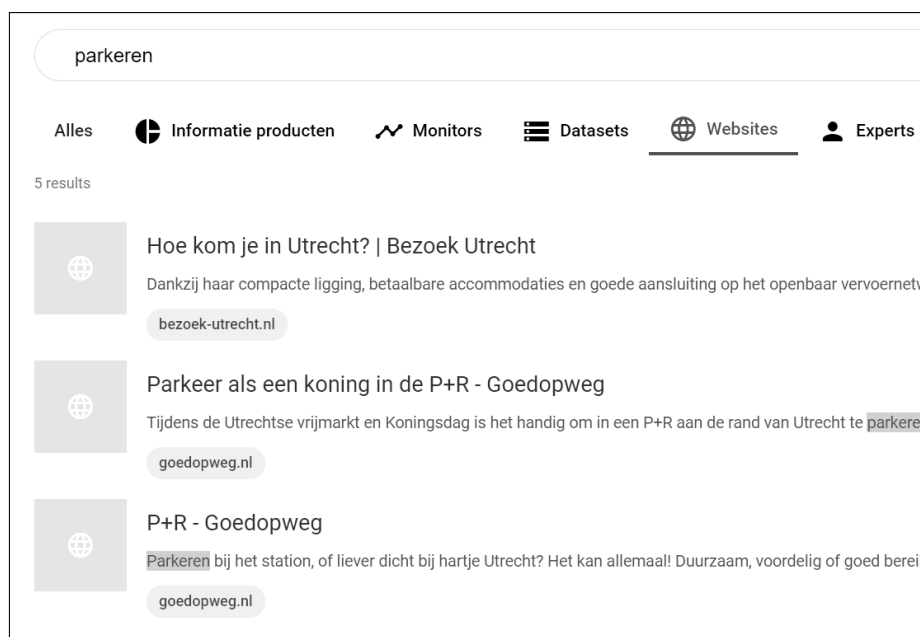 parkeren
Alles Informatie producten Monitors Datasets Websites Experts
5 results
Hoe kom je in Utrecht? | Bezoek Utrecht
Dankzij haar compacte ligging, betaalbare accommodaties en goede aansluiting op het openbaar
bezoek-utrecht.nl
Parkeer als een koning in de P+R - Goedopweg
Tijdens de Utrechtse vrijmarkt en Koningsdag is het handig om in een P+R aan de rand van Utrecht te parkere
goedopweg.nl
P+R - Goedopweg
Parkeren bij het station, of liever dicht bij hartje Utrecht? Het kan allemaal! Duurzaam, voordelig of goed berei
goedopweg.nl